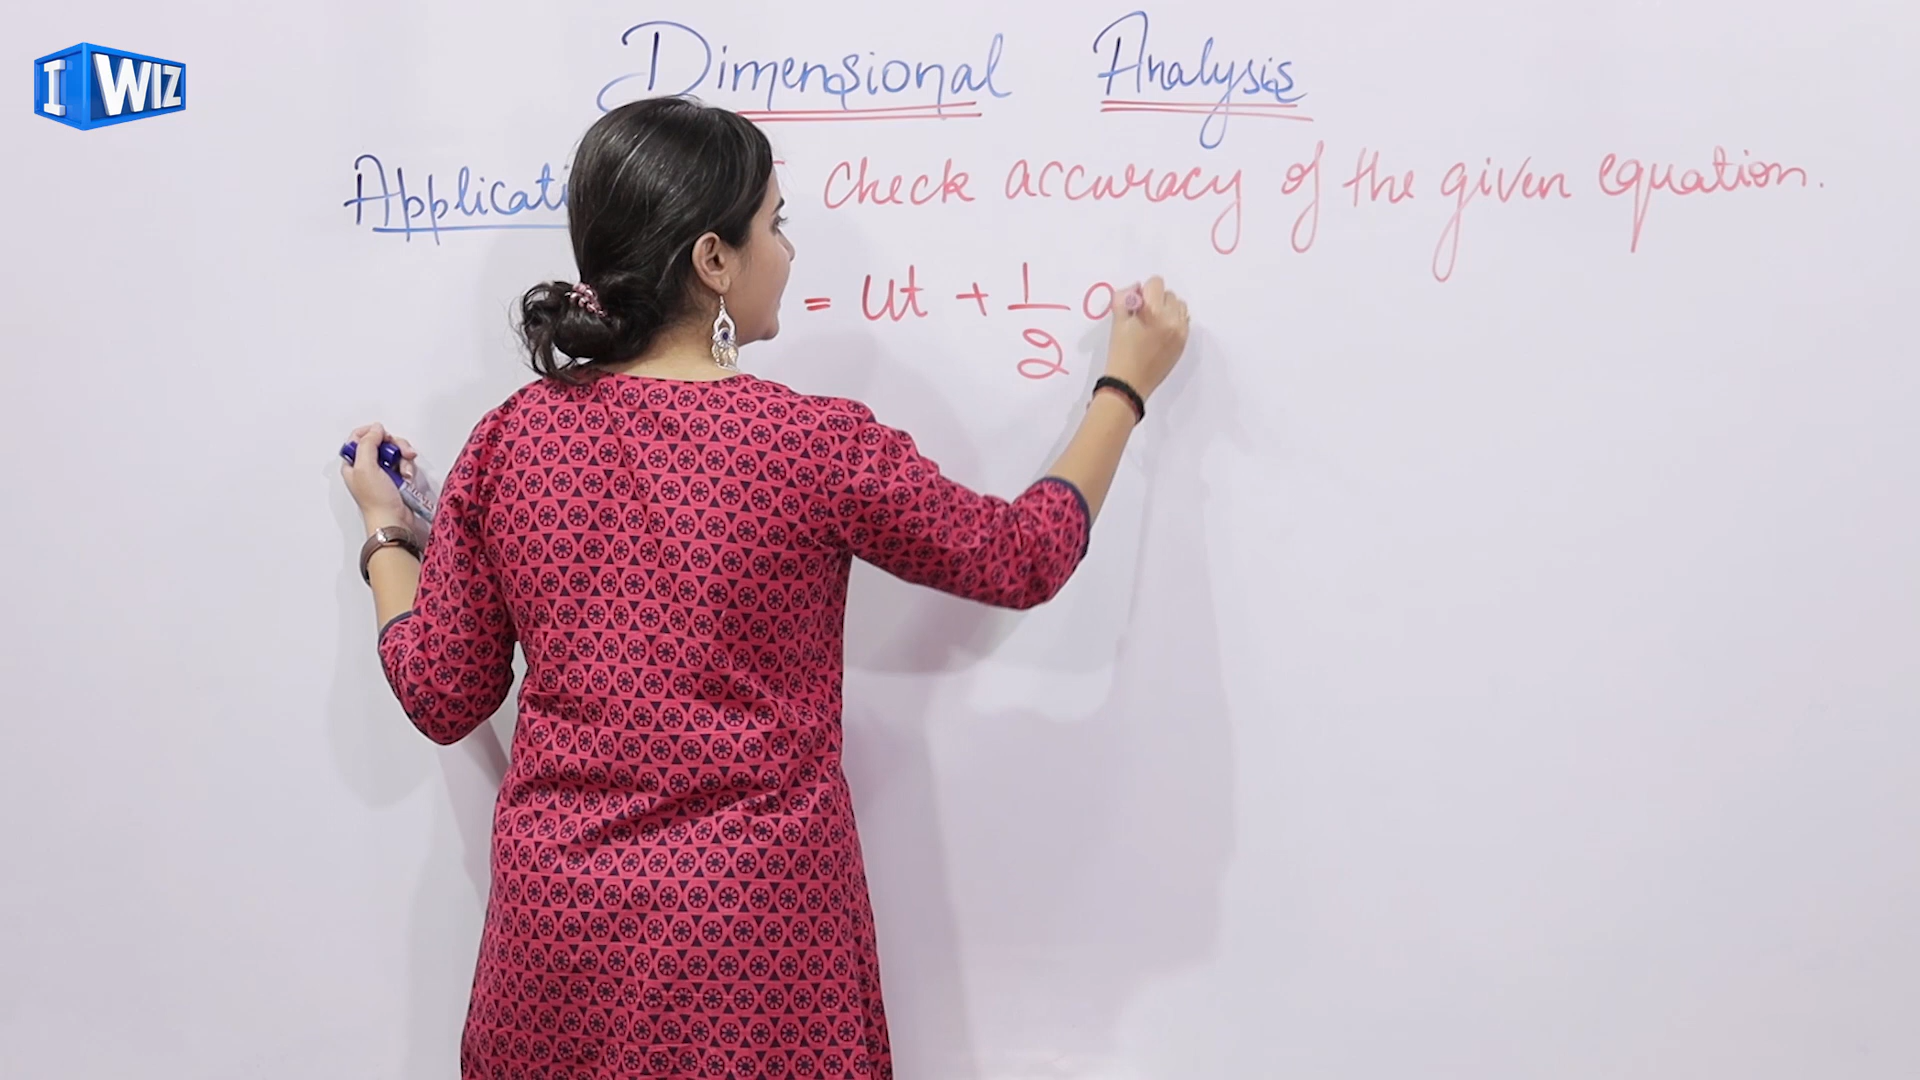 I WIZ
Dimensional Analysis
Applicati check accuracy of the given equation.
= ut + 1/2 a